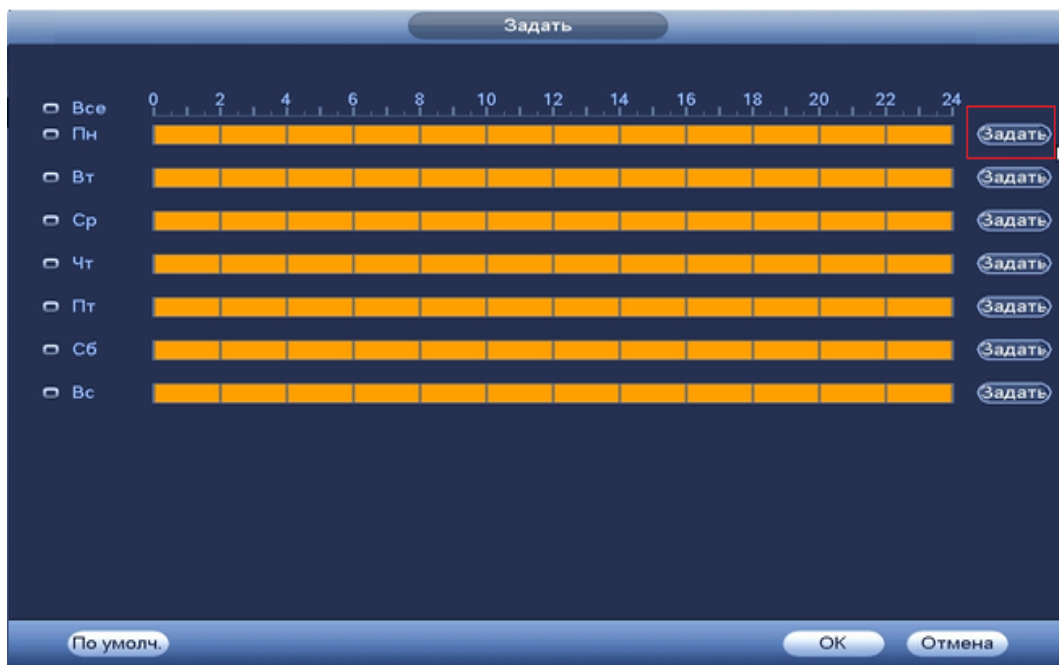 Задать
Все 0 2 4 6 8 10 12 14 16 18 20 22 24
Пн Задать
Вт Задать
Ср Задать
Чт Задать
Пт Задать
Сб Задать
Вс Задать
По умолч. OK Отмена